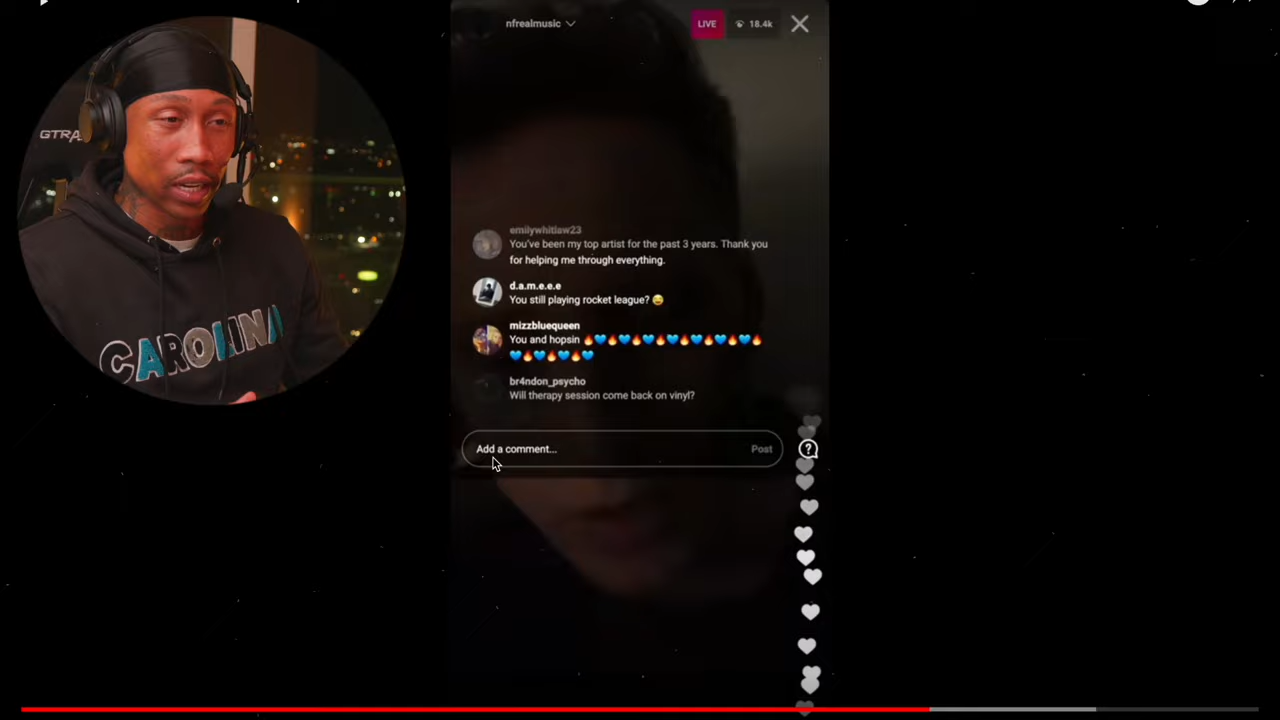 nfrealmusic
LIVE
18.4k
GTRA
CAROLINA
emilywhitlaw23
You've been my top artist for the past 3 years. Thank you
for helping me through everything.
d.a.m.e.e.e
You still playing rocket league? 😂
mizzbluequeen
You and hopsin 🔥💙🔥💙🔥💙🔥💙🔥💙🔥💙🔥💙🔥
💙🔥💙🔥💙🔥💙
br4ndon_psycho
Will therapy session come back on vinyl?
Add a comment...
Post